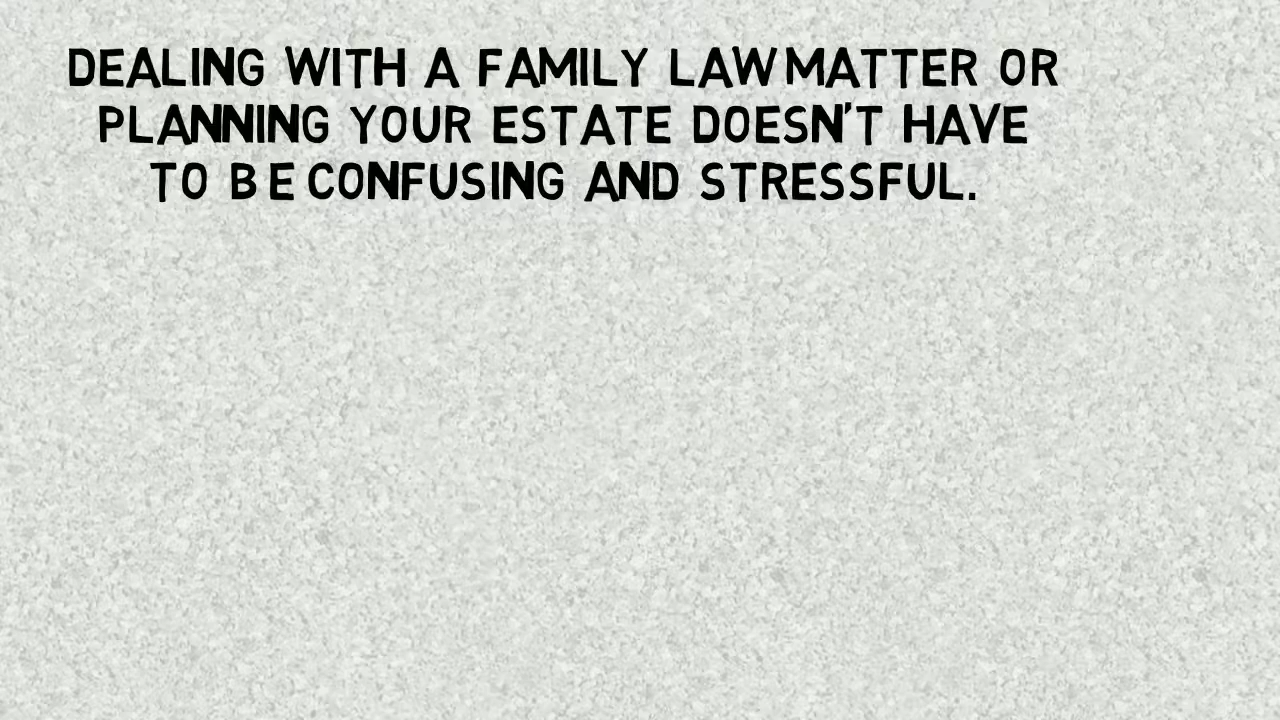 DEALING WITH A FAMILY LAW MATTER OR
PLANNING YOUR ESTATE DOESN'T HAVE
TO BE CONFUSING AND STRESSFUL.